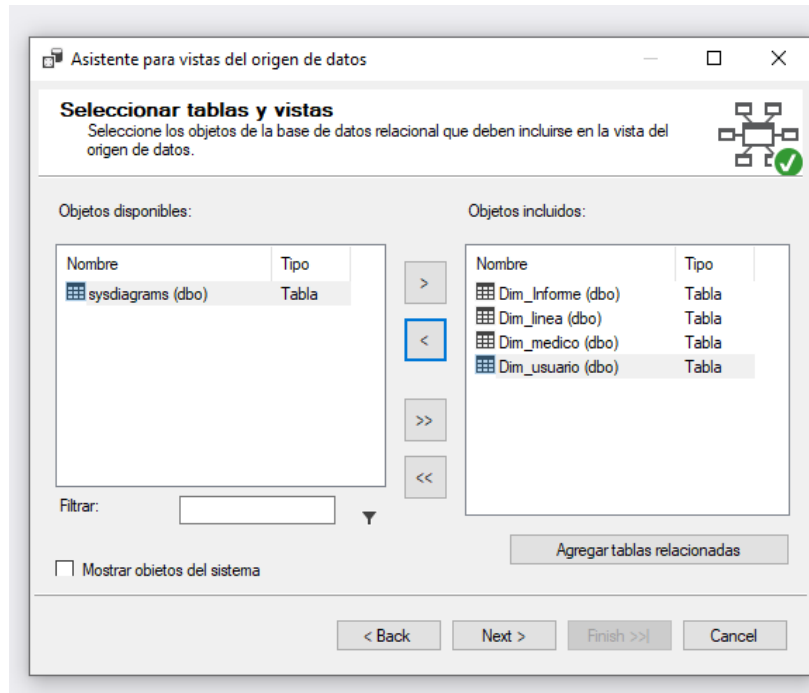 Asistente para vistas del origen de datos
Seleccionar tablas y vistas
Seleccione los objetos de la base de datos relacional que deben incluirse en la vista del
origen de datos.
Objetos disponibles:
Objetos incluidos:
Nombre Tipo
sysdiagrams (dbo) Tabla
>
<
>>
<<
Nombre Tipo
Dim_Informe (dbo) Tabla
Dim_linea (dbo) Tabla
Dim_medico (dbo) Tabla
Dim_usuario (dbo) Tabla
Filtrar:
Agregar tablas relacionadas
Mostrar objetos del sistema
< Back Next > Finish >>| Cancel